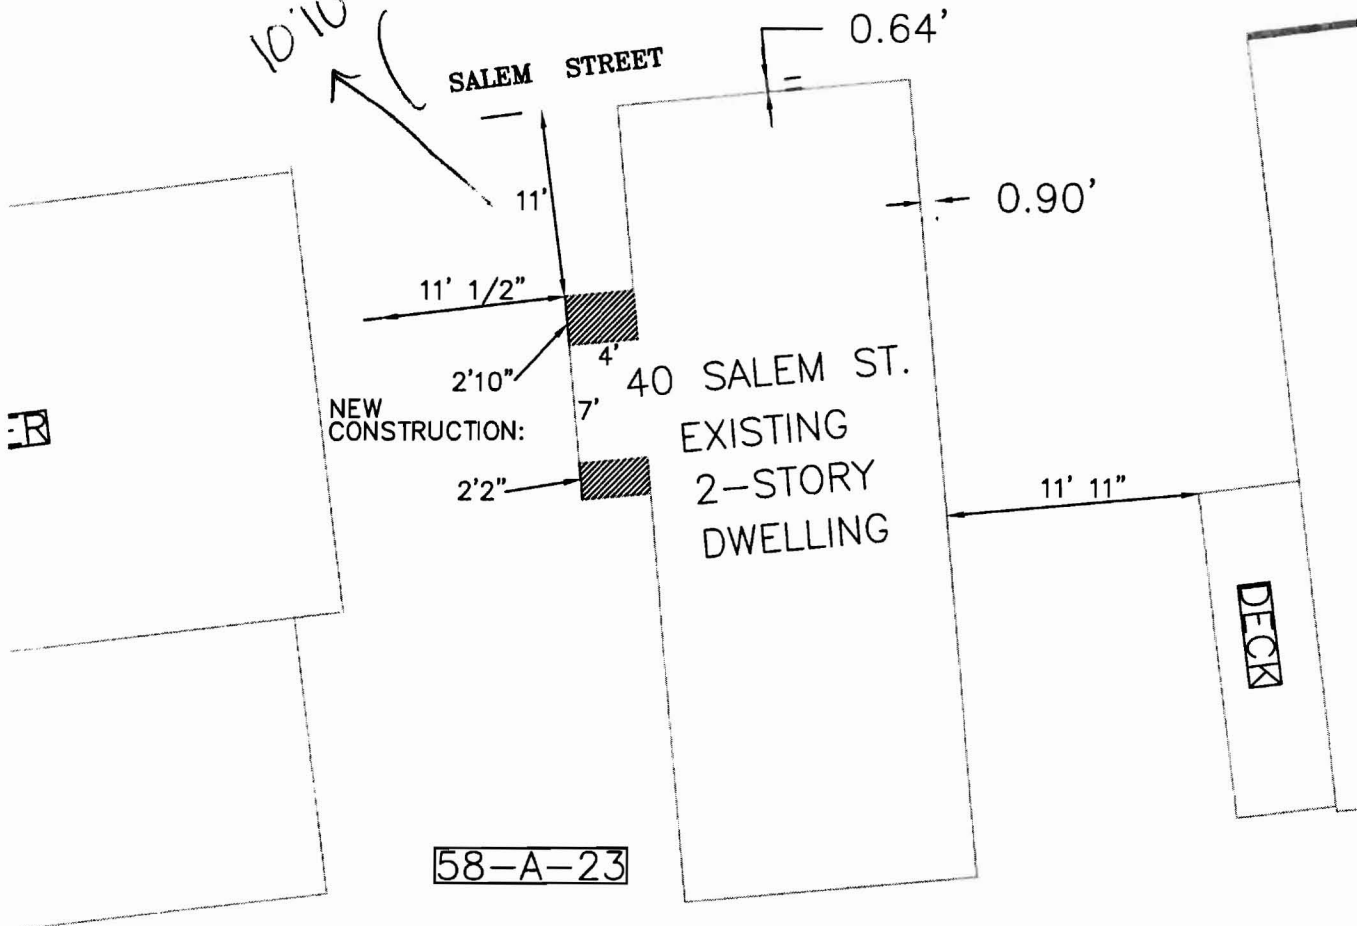 10'10
0.64'
SALEM STREET
11'
0.90'
11' 1/2"
4'
2'10"
40 SALEM ST.
7'
NEW
CONSTRUCTION:
EXISTING
2-STORY
DWELLING
2'2"
11' 11"
ER
DECK
58-A-23